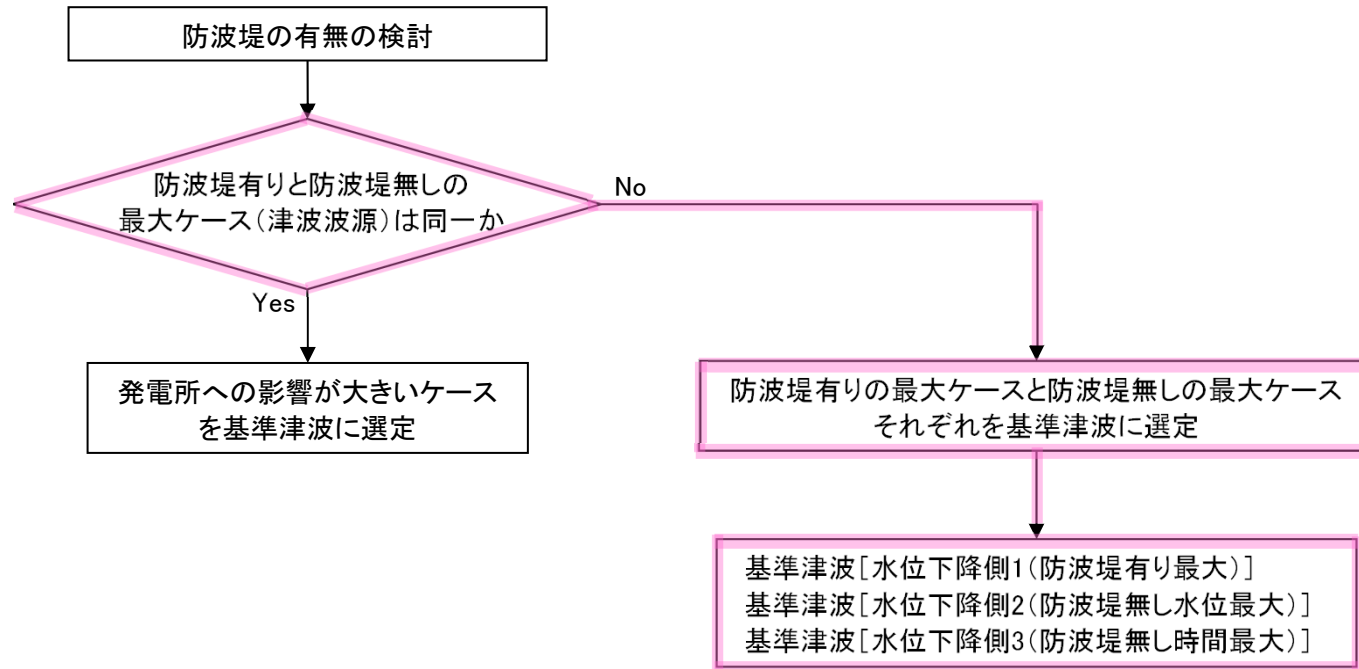 防波堤の有無の検討
防波堤有りと防波堤無しの
最大ケース(津波波源)は同一か
No
Yes
発電所への影響が大きいケース
を基準津波に選定
防波堤有りの最大ケースと防波堤無しの最大ケース
それぞれを基準津波に選定
基準津波[水位下降側1(防波堤有り最大)]
基準津波[水位下降側2(防波堤無し水位最大)]
基準津波[水位下降側3(防波堤無し時間最大)]